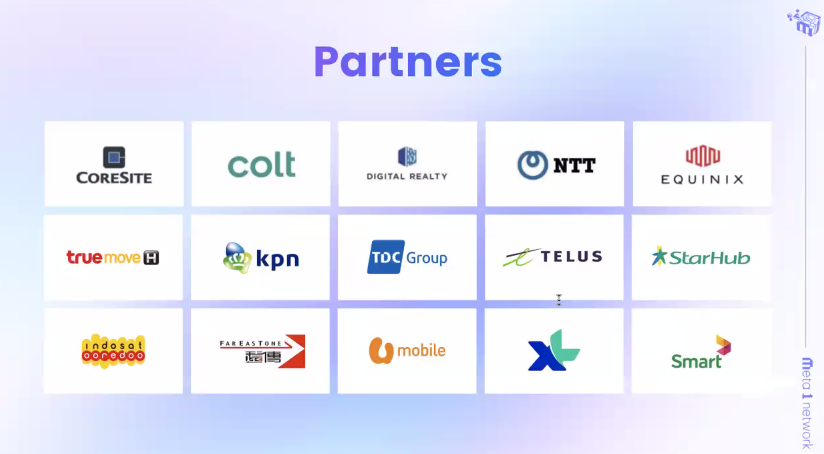 Partners
CORESITE
colt
DIGITAL REALTY
NTT
EQUINIX
truemove H
kpn
TDC Group
TELUS
StarHub
indosat
ooredoo
FAREASTONE
遠傳
U mobile
XL
Smart
Meta 1 network